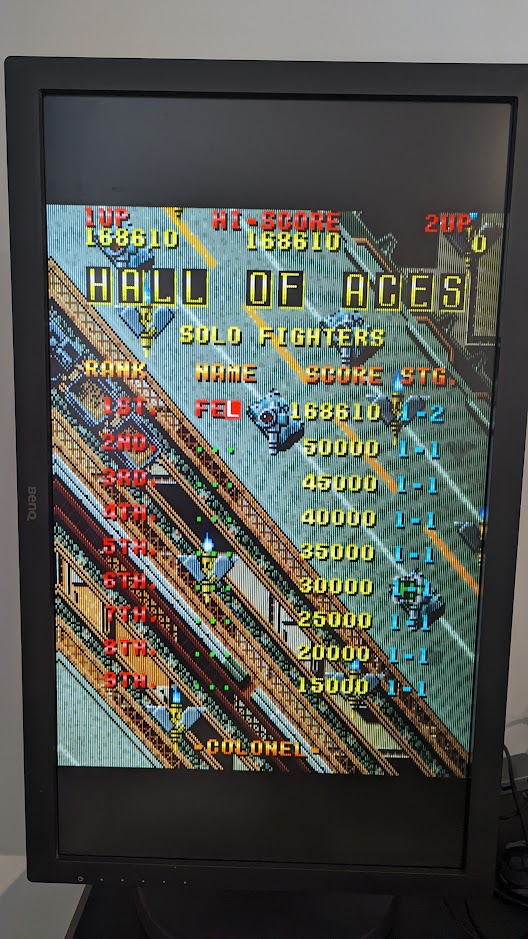 1UP HI-SCORE 2UP
168610 168610 0
HALL OF ACES
SOLO FIGHTERS
RANK NAME SCORE STG.
1ST. FEL 168610 1-2
2ND. ... 50000 1-1
3RD. ... 45000 1-1
4TH. ... 40000 1-1
5TH. ... 35000 1-1
6TH. ... 30000 1-1
7TH. ... 25000 1-1
8TH. ... 20000 1-1
9TH. ... 15000 1-1
-COLONEL-
BenQ